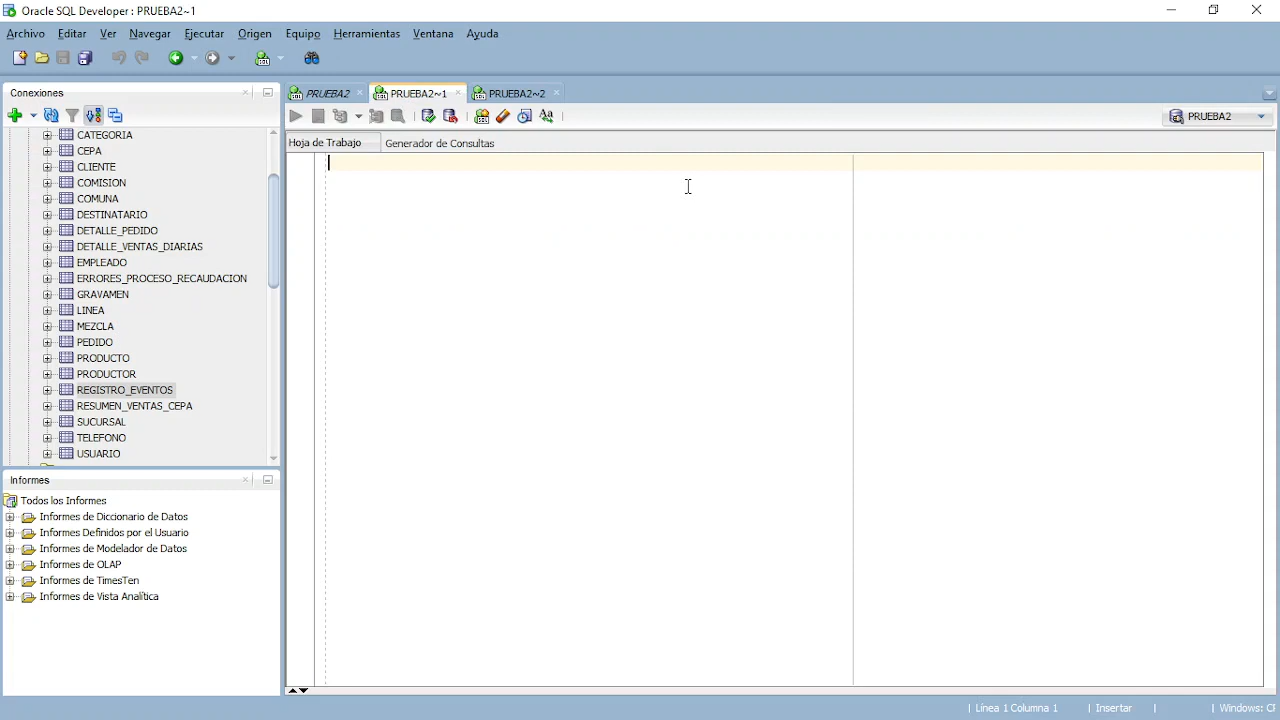 Oracle SQL Developer : PRUEBA2~1
Archivo Editar Ver Navegar Ejecutar Origen Equipo Herramientas Ventana Ayuda
Conexiones
CATEGORIA
CEPA
CLIENTE
COMISION
COMUNA
DESTINATARIO
DETALLE_PEDIDO
DETALLE_VENTAS_DIARIAS
EMPLEADO
ERRORES_PROCESO_RECAUDACION
GRAVAMEN
LINEA
MEZCLA
PEDIDO
PRODUCTO
PRODUCTOR
REGISTRO_EVENTOS
RESUMEN_VENTAS_CEPA
SUCURSAL
TELEFONO
USUARIO
Informes
Todos los Informes
Informes de Diccionario de Datos
Informes Definidos por el Usuario
Informes de Modelador de Datos
Informes de OLAP
Informes de TimesTen
Informes de Vista Analítica
PRUEBA2 PRUEBA2~1 PRUEBA2~2
PRUEBA2
Hoja de Trabajo Generador de Consultas
Línea 1 Columna 1 Insertar Windows: CF